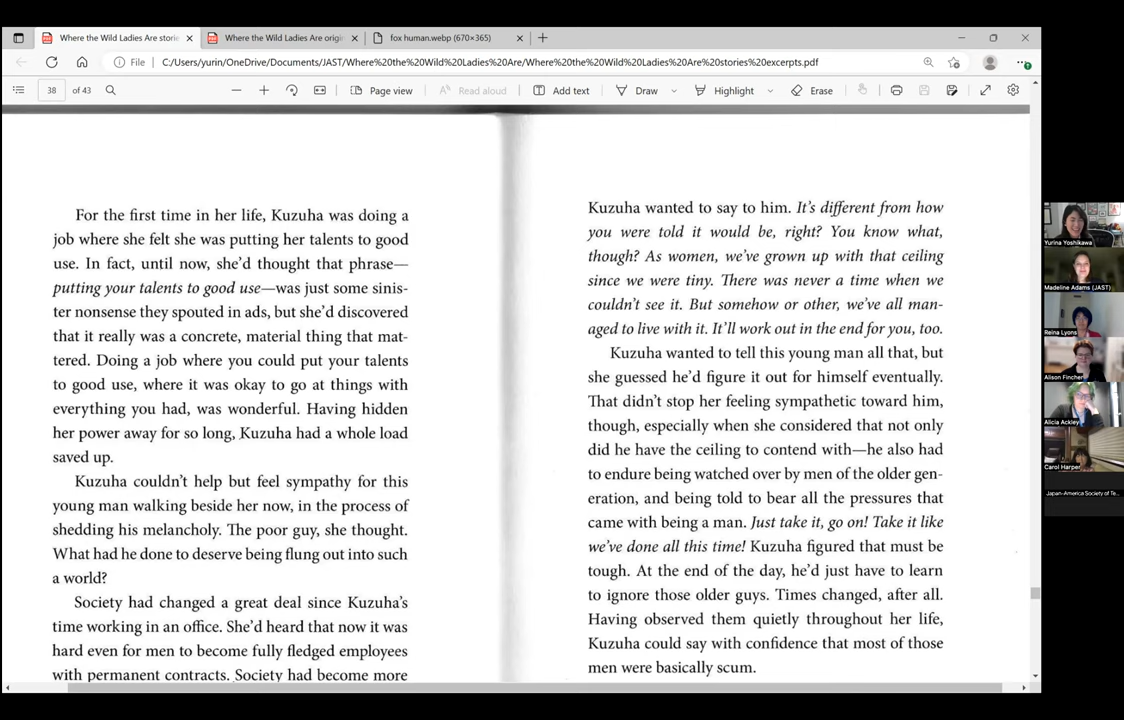 Where the Wild Ladies Are storie
Where the Wild Ladies Are origi
fox human.webp (670×365)
File
C:/Users/yurin/OneDrive/Documents/JAST/Where%20the%20Wild%20Ladies%20Are/Where%20the%20Wild%20Ladies%20Are%20stories%20excerpts.pdf
38 of 43
Page view
Read aloud
Add text
Draw
Highlight
Erase
For the first time in her life, Kuzuha was doing a
job where she felt she was putting her talents to good
use. In fact, until now, she'd thought that phrase—
putting your talents to good use—was just some sinis-
ter nonsense they spouted in ads, but she'd discovered
that it really was a concrete, material thing that mat-
tered. Doing a job where you could put your talents
to good use, where it was okay to go at things with
everything you had, was wonderful. Having hidden
her power away for so long, Kuzuha had a whole load
saved up.
Kuzuha couldn't help but feel sympathy for this
young man walking beside her now, in the process of
shedding his melancholy. The poor guy, she thought.
What had he done to deserve being flung out into such
a world?
Society had changed a great deal since Kuzuha's
time working in an office. She'd heard that now it was
hard even for men to become fully fledged employees
with permanent contracts. Society had become more
Kuzuha wanted to say to him. It's different from how
you were told it would be, right? You know what,
though? As women, we've grown up with that ceiling
since we were tiny. There was never a time when we
couldn't see it. But somehow or other, we've all man-
aged to live with it. It'll work out in the end for you, too.
Kuzuha wanted to tell this young man all that, but
she guessed he'd figure it out for himself eventually.
That didn't stop her feeling sympathetic toward him,
though, especially when she considered that not only
did he have the ceiling to contend with—he also had
to endure being watched over by men of the older gen-
eration, and being told to bear all the pressures that
came with being a man. Just take it, go on! Take it like
we've done all this time! Kuzuha figured that must be
tough. At the end of the day, he'd just have to learn
to ignore those older guys. Times changed, after all.
Having observed them quietly throughout her life,
Kuzuha could say with confidence that most of those
men were basically scum.
Yurina Yoshikawa
Madeline Adams (JAST)
Reina Lyons
Alison Fincher
Alicia Ackley
Carol Harper
Japan-America Society of Te...